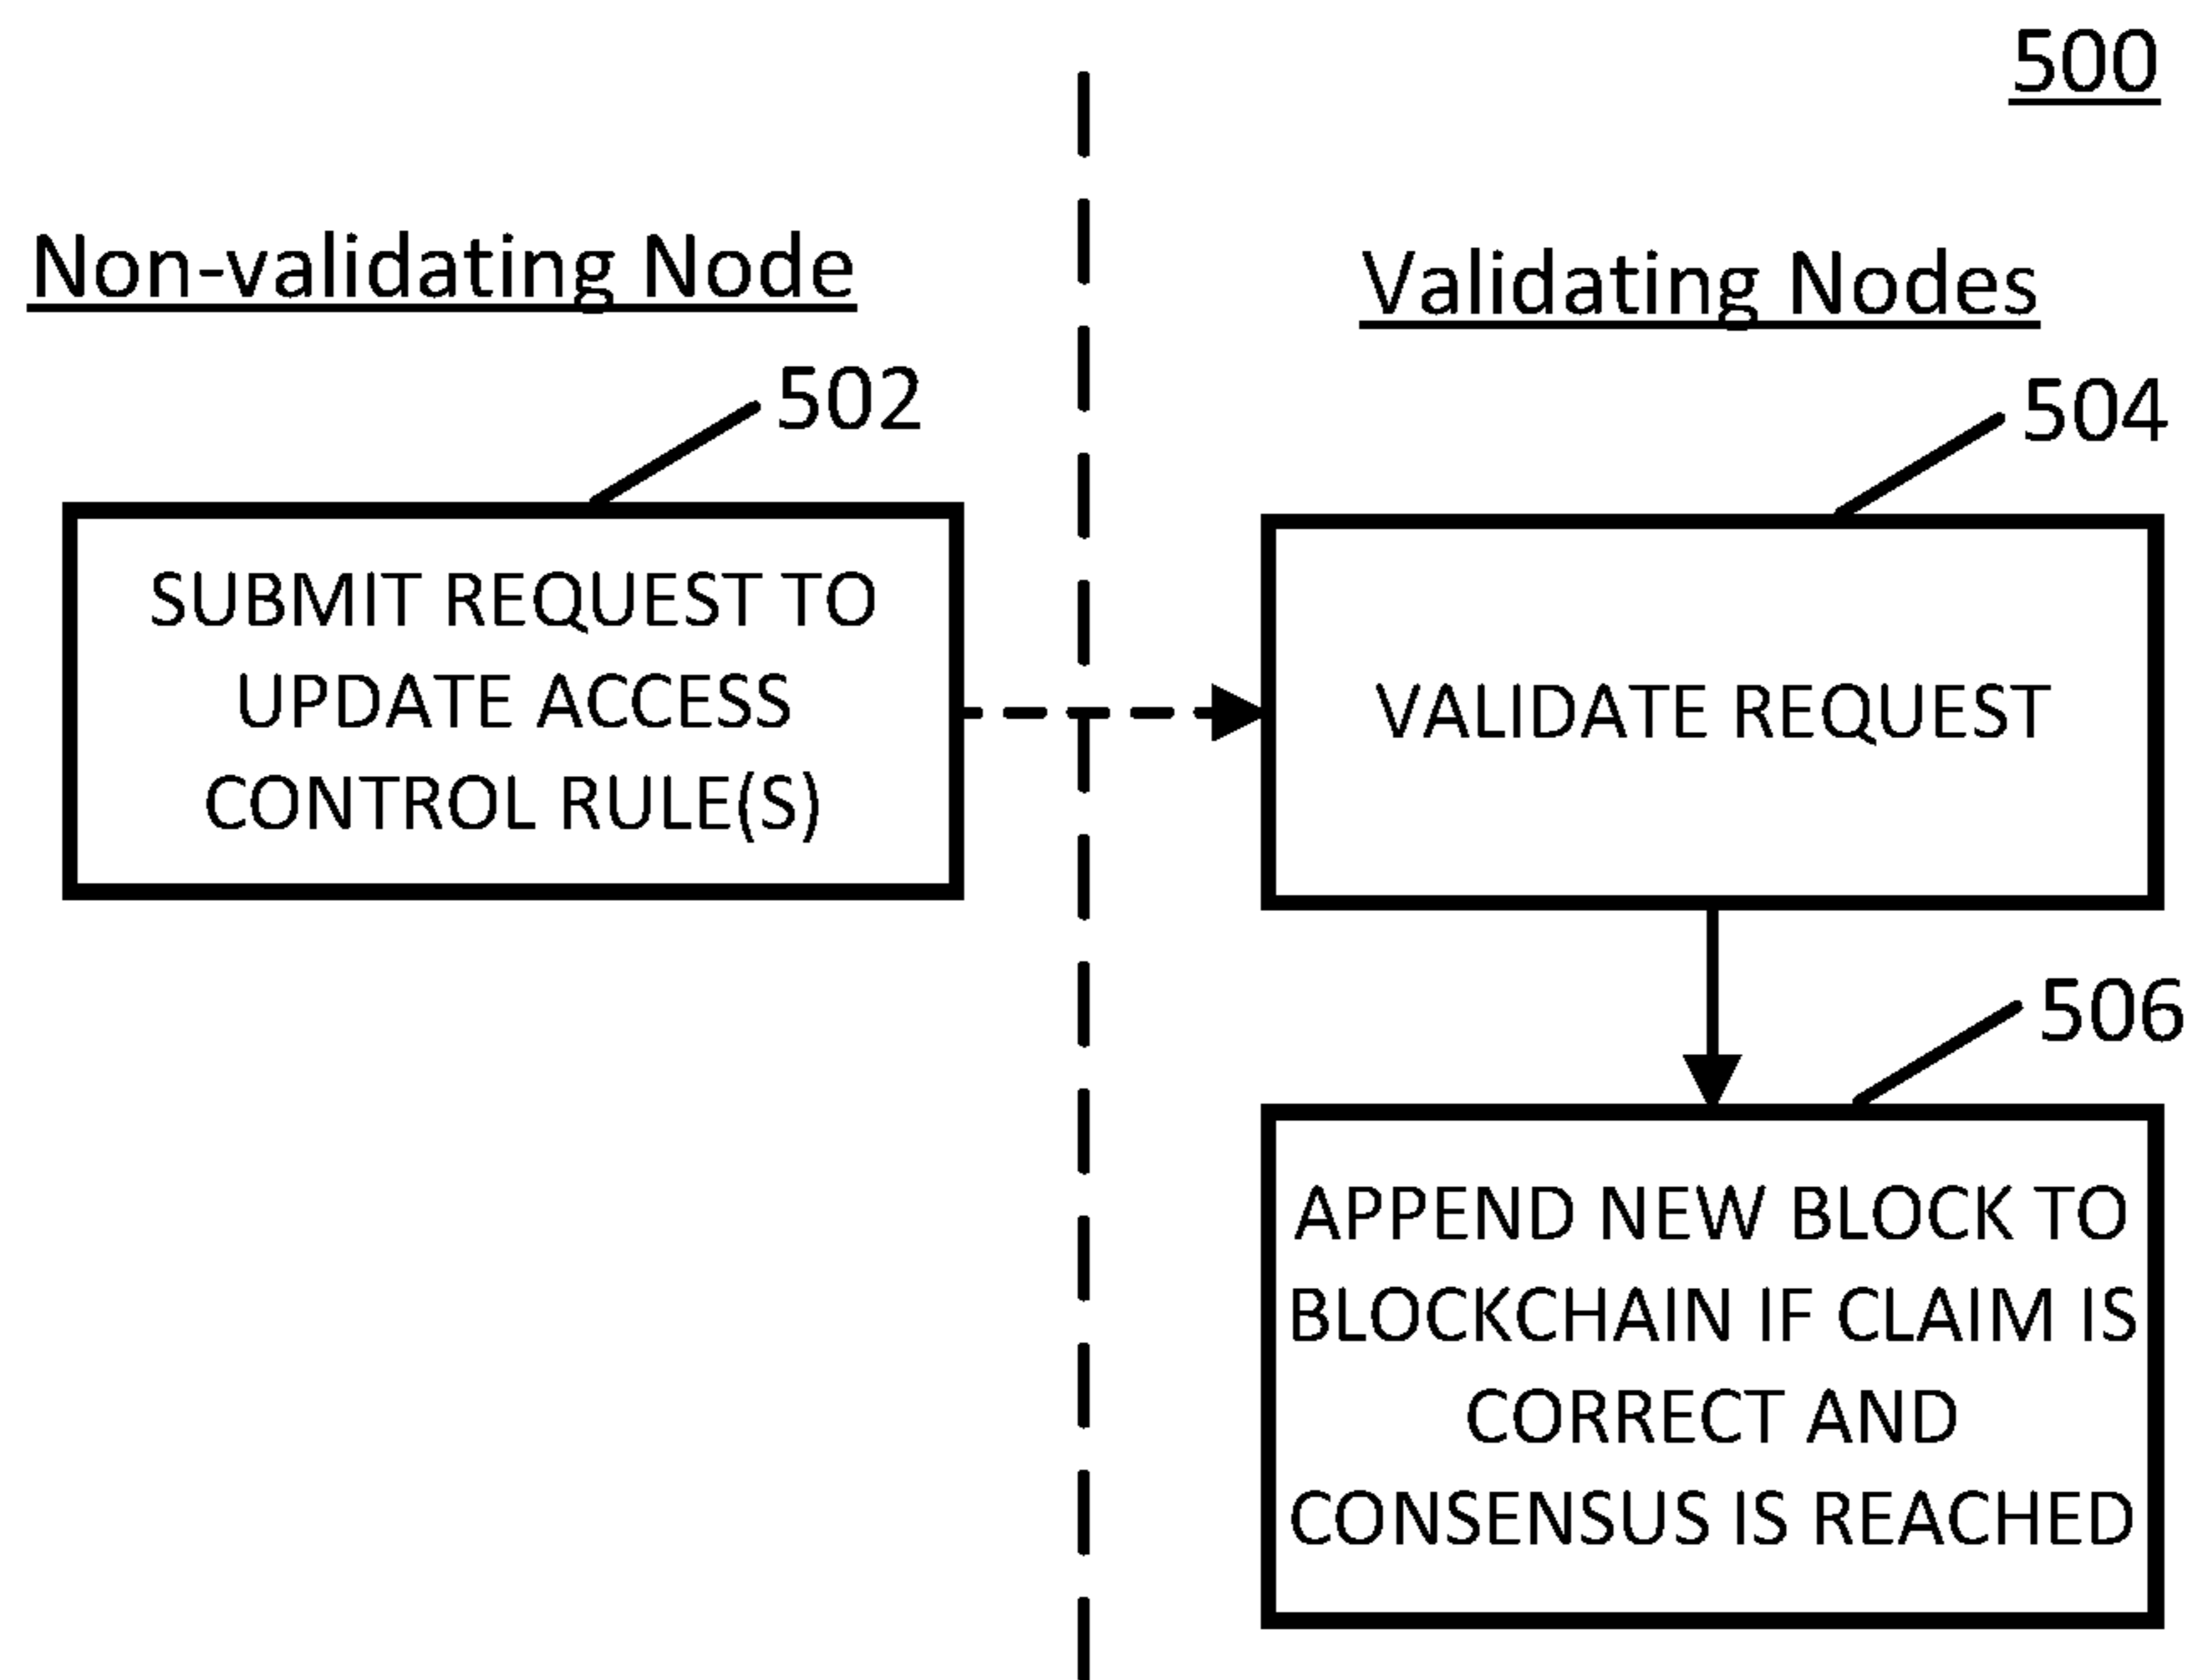 500
Non-validating Node
502
SUBMIT REQUEST TO
UPDATE ACCESS
CONTROL RULE(S)
Validating Nodes
504
VALIDATE REQUEST
506
APPEND NEW BLOCK TO
BLOCKCHAIN IF CLAIM IS
CORRECT AND
CONSENSUS IS REACHED